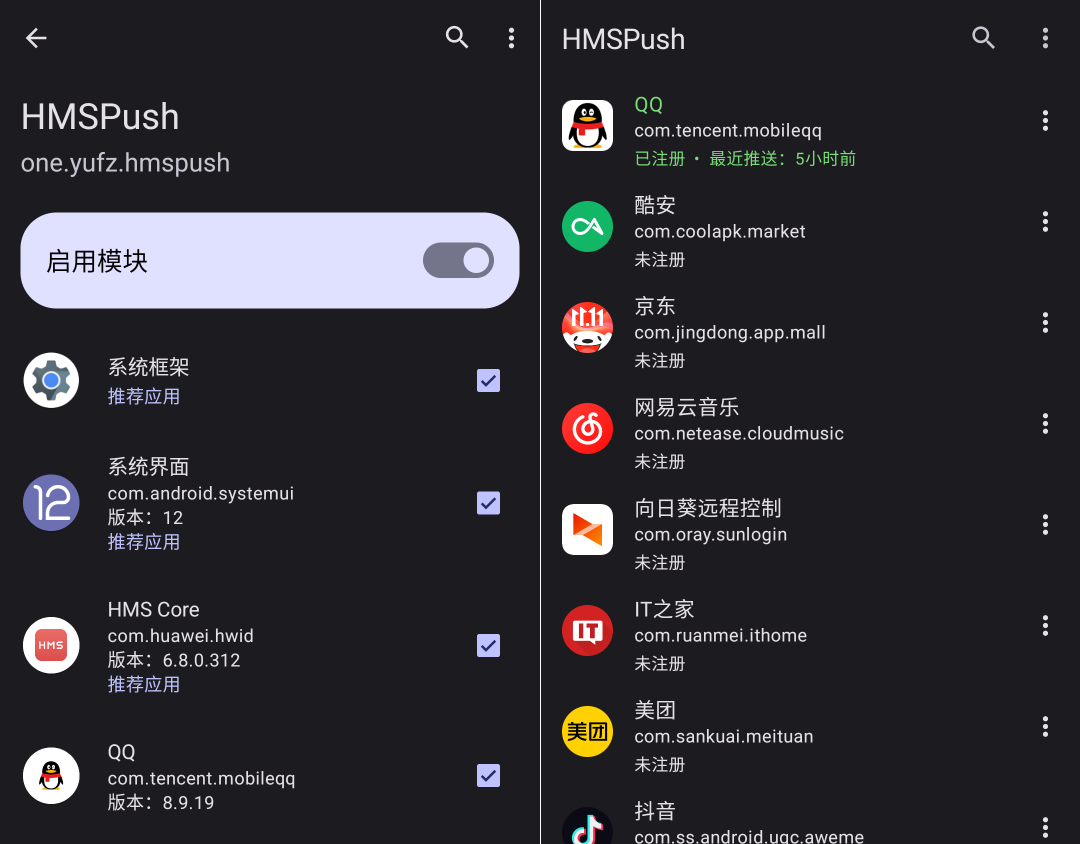 HMSPush
one.yufz.hmspush
启用模块
系统框架
推荐应用
12
系统界面
com.android.systemui
版本：12
推荐应用
HMS
HMS Core
com.huawei.hwid
版本：6.8.0.312
推荐应用
QQ
com.tencent.mobileqq
版本：8.9.19
HMSPush
QQ
com.tencent.mobileqq
已注册 · 最近推送：5小时前
酷安
com.coolapk.market
未注册
11.11
京东
com.jingdong.app.mall
未注册
网易云音乐
com.netease.cloudmusic
未注册
向日葵远程控制
com.oray.sunlogin
未注册
IT
IT之家
com.ruanmei.ithome
未注册
美团
美团
com.sankuai.meituan
未注册
抖音
com.ss.android.ugc.aweme